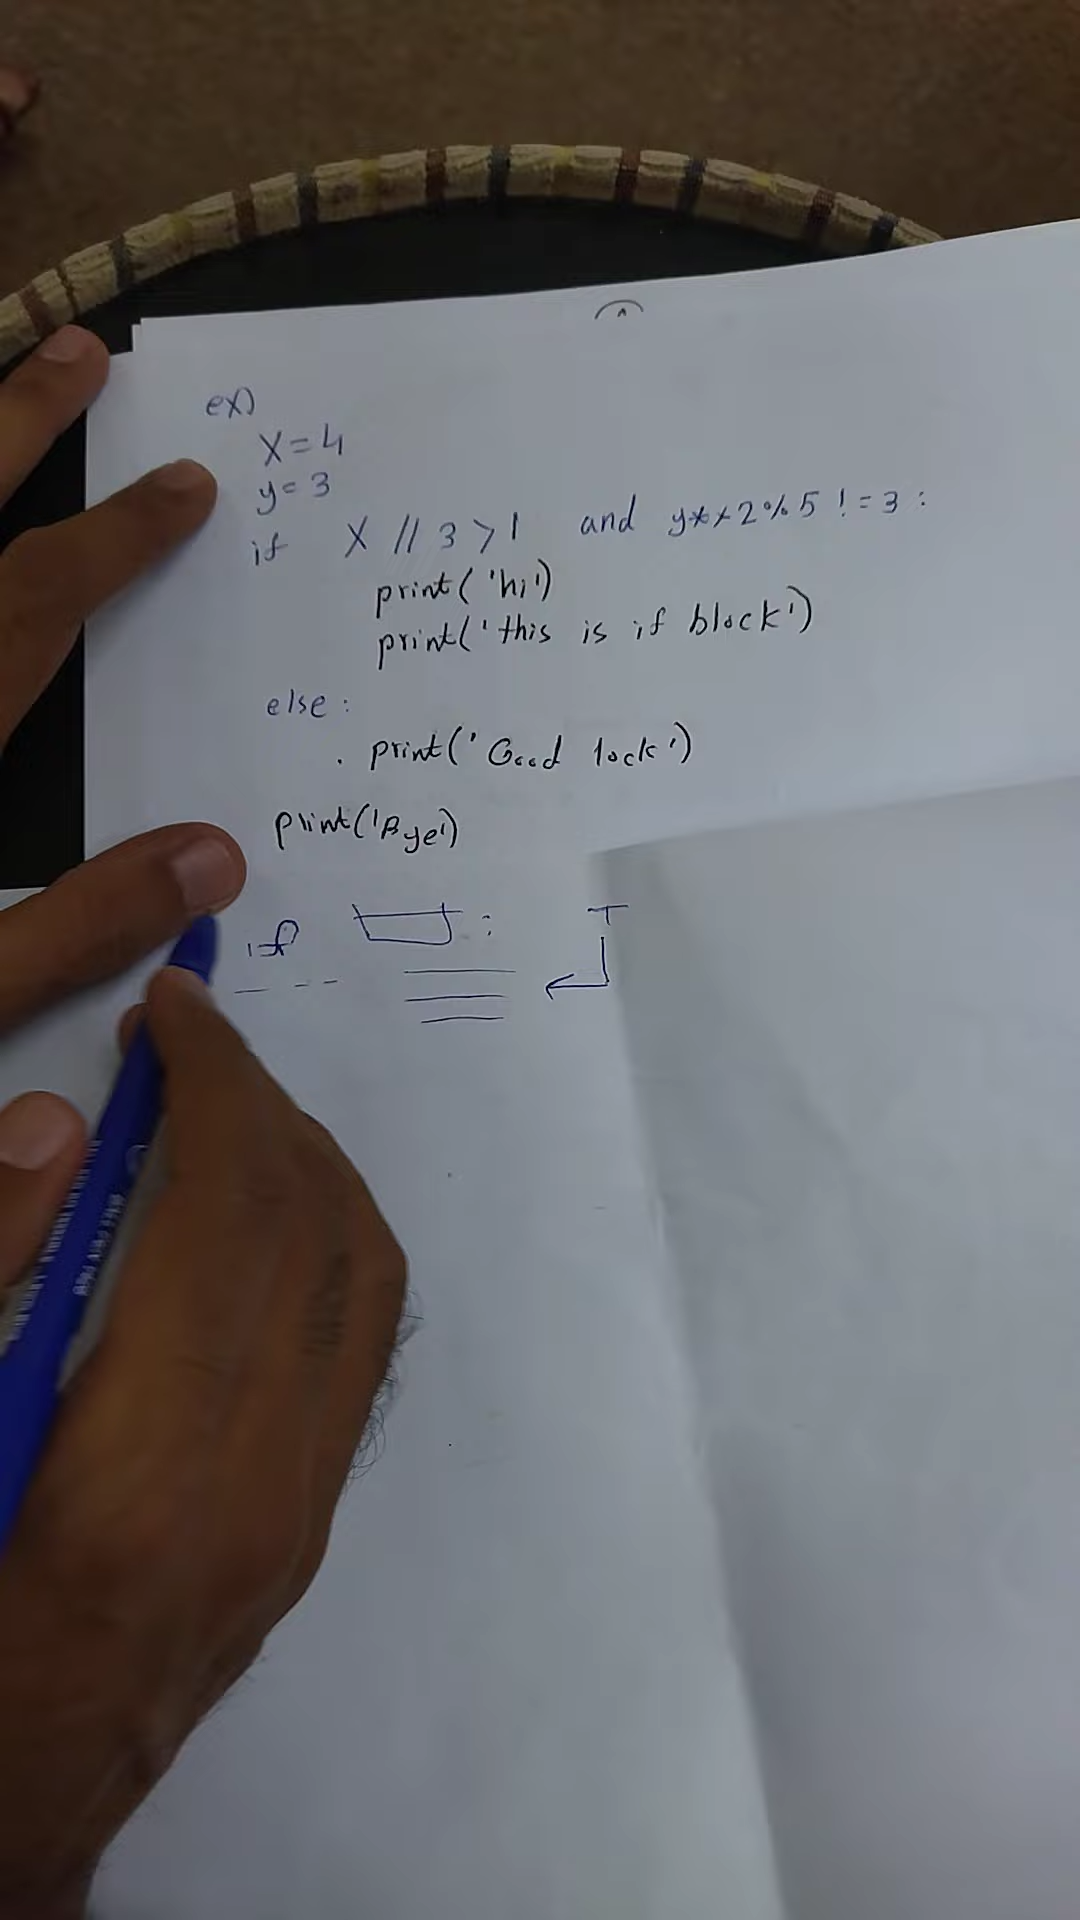 ex)
x=4
y=3
if x // 3 > 1 and y**2%5 != 3 :
print('hi')
print('this is if block')
else :
print('Good lock')
print('Bye')
if :
T